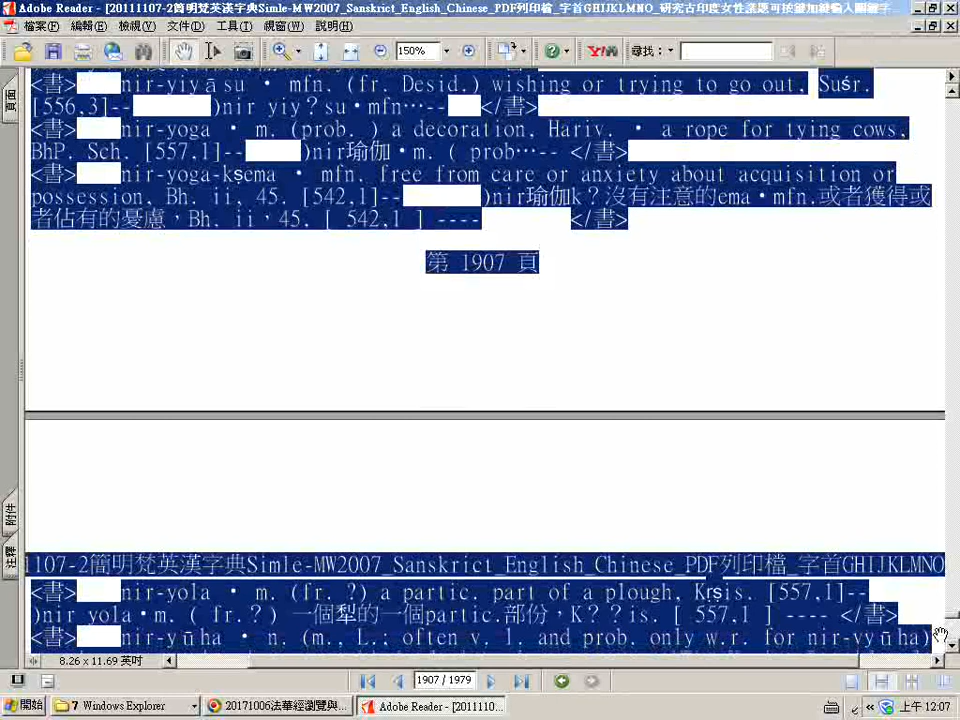 Adobe Reader - [20111107-2簡明梵英漢字典Simle-MW2007_Sanskrict_English_Chinese_PDF列印檔_字首GHIJKLMNO_研究古印度女性議題可按鍵加鍵輸入關鍵字...
檔案(F) 編輯(E) 檢視(V) 文件(D) 工具(T) 視窗(W) 說明(H)
150% Y! 尋找：
頁面
<書> nir-yiyāsu • mfn. (fr. Desid.) wishing or trying to go out, Suśr.
[556,3]-- )nir yiy？su•mfn…-- </書>
<書> nir-yoga • m. (prob. ) a decoration, Hariv. • a rope for tying cows,
BhP. Sch. [557,1]-- )nir瑜伽•m. ( prob…-- </書>
<書> nir-yoga-kṣema • mfn. free from care or anxiety about acquisition or
possession, Bh. ii, 45. [542,1]-- )nir瑜伽k？沒有注意的ema•mfn.或者獲得或
者佔有的憂慮，Bh. ii，45. [ 542,1 ] ---- </書>
第 1907 頁
附件
注釋
1107-2簡明梵英漢字典Simle-MW2007_Sanskrict_English_Chinese_PDF列印檔_字首GHIJKLMNO
<書> nir-yola • m. (fr. ?) a partic. part of a plough, Kṛṣis. [557,1]--
)nir yola•m. ( fr.？) 一個犁的一個partic.部份，K？？is. [ 557,1 ] ---- </書>
<書> nir-yūha • n. (m., L.; often v. l. and prob. only w.r. for nir-vyūha)
8.26 x 11.69 英吋
1907 / 1979
開始 7 Windows Explorer 20171006法華經瀏覽與... Adobe Reader - [2011110... 上午 12:07